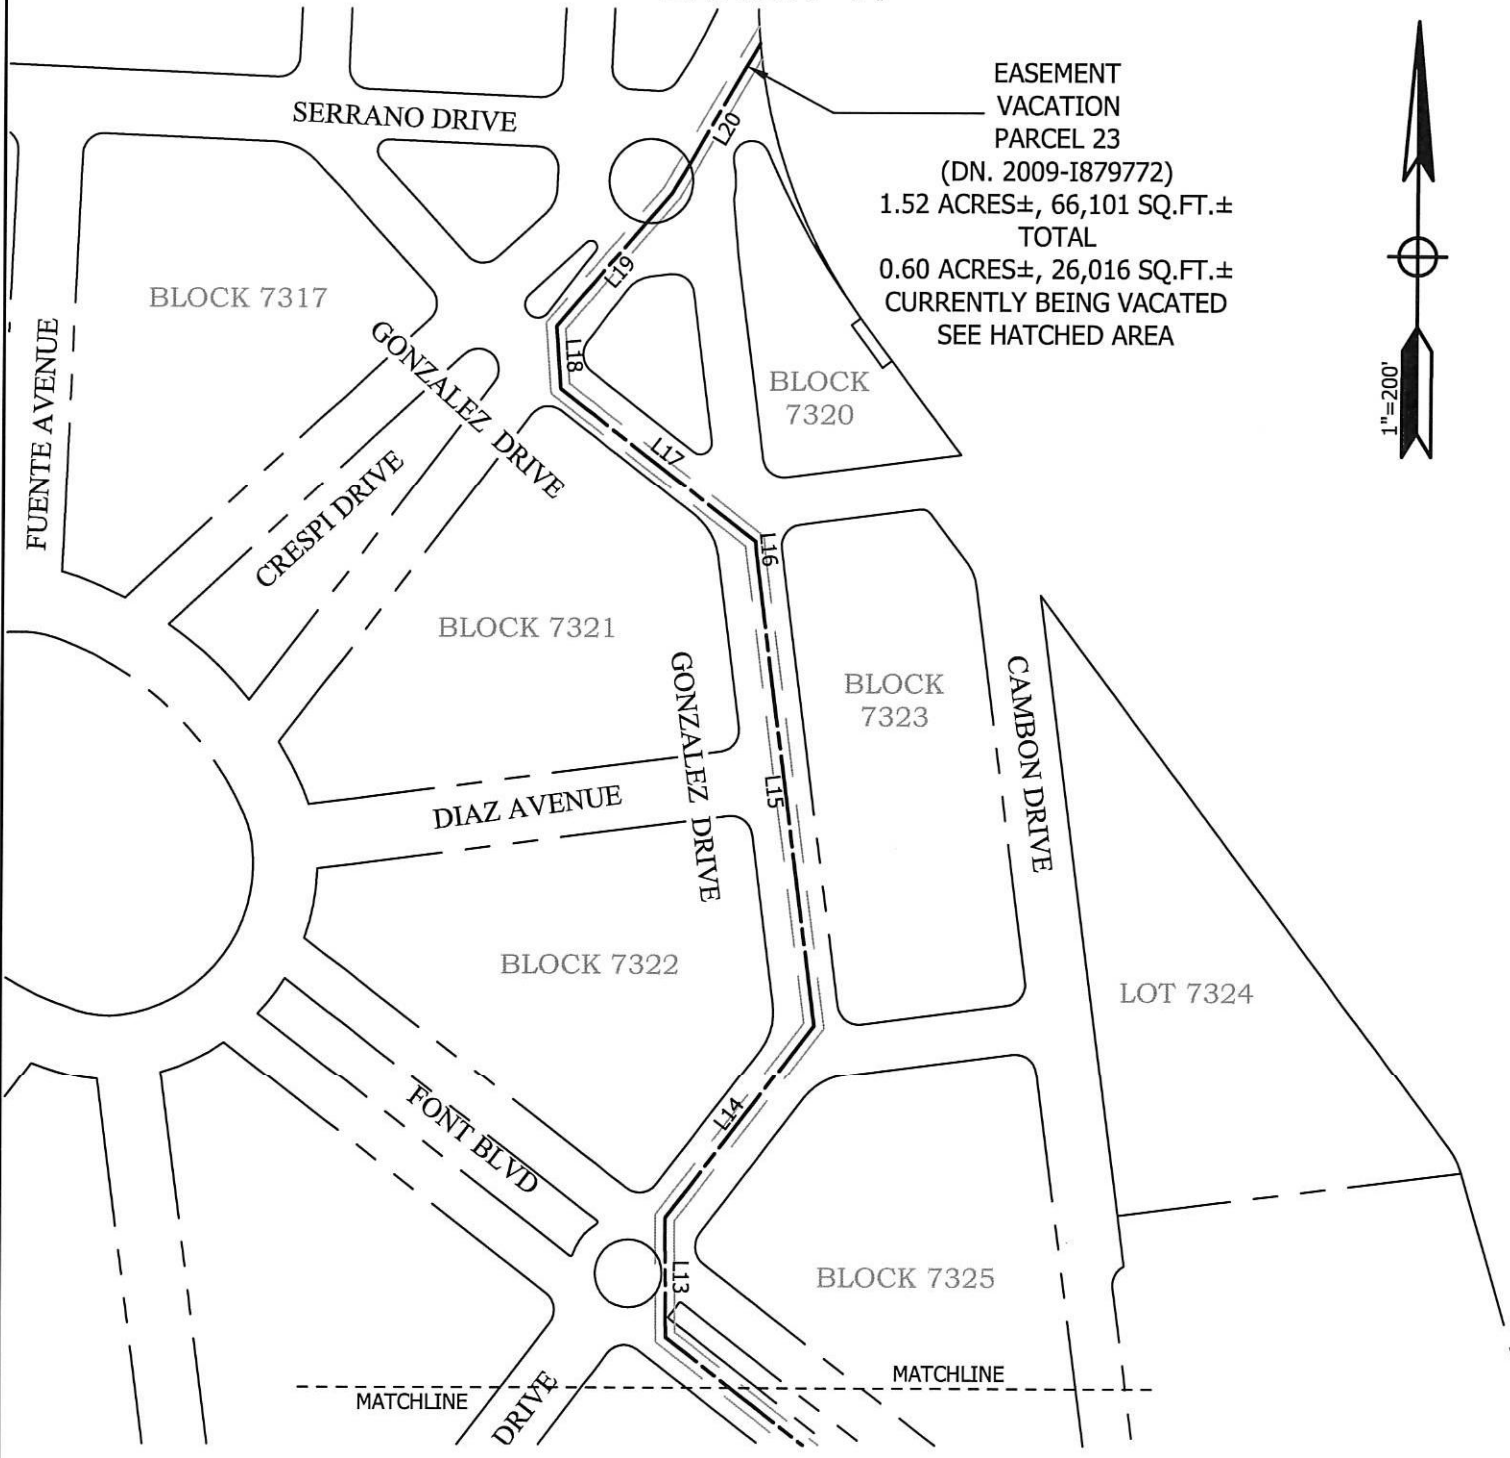 EASEMENT
VACATION
PARCEL 23
(DN. 2009-I879772)
1.52 ACRES±, 66,101 SQ.FT.±
TOTAL
0.60 ACRES±, 26,016 SQ.FT.±
CURRENTLY BEING VACATED
SEE HATCHED AREA
SERRANO DRIVE
L20
L19
BLOCK 7317
GONZALEZ DRIVE
L18
FUENTE AVENUE
BLOCK
7320
1"=200'
L17
CRESPI DRIVE
L16
BLOCK 7321
GONZALEZ DRIVE
BLOCK
7323
CAMBON DRIVE
L15
DIAZ AVENUE
BLOCK 7322
LOT 7324
FONT BLVD
L14
L13
BLOCK 7325
MATCHLINE
MATCHLINE
DRIVE